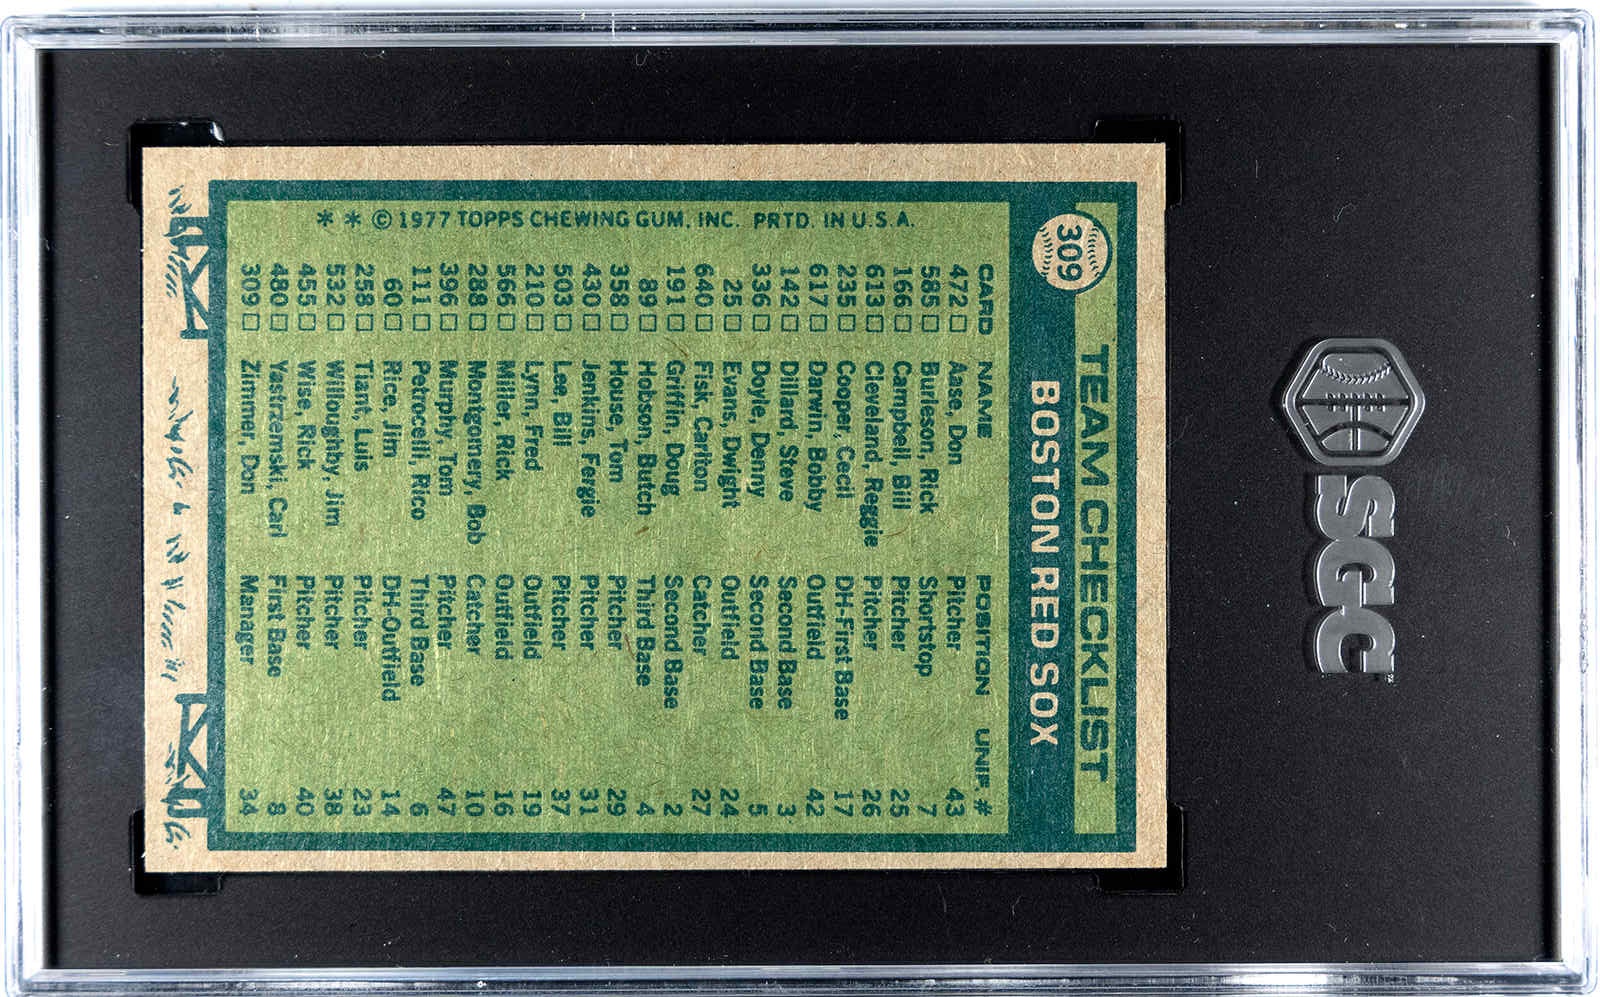 309
TEAM CHECKLIST
BOSTON RED SOX
CARD NAME POSITION UNIF. #
472 □ Aase, Don Pitcher 43
585 □ Burleson, Rick Shortstop 7
166 □ Campbell, Bill Pitcher 25
613 □ Cleveland, Reggie Pitcher 26
235 □ Cooper, Cecil DH-First Base 17
617 □ Darwin, Bobby Outfield 42
142 □ Dillard, Steve Second Base 3
336 □ Doyle, Denny Second Base 5
25 □ Evans, Dwight Outfield 24
640 □ Fisk, Carlton Catcher 27
191 □ Griffin, Doug Second Base 2
89 □ Hobson, Butch Third Base 4
358 □ House, Tom Pitcher 29
430 □ Jenkins, Fergie Pitcher 31
503 □ Lee, Bill Pitcher 37
210 □ Lynn, Fred Outfield 19
566 □ Miller, Rick Outfield 16
288 □ Montgomery, Bob Catcher 10
396 □ Murphy, Tom Pitcher 47
111 □ Petrocelli, Rico Third Base 6
60 □ Rice, Jim DH-Outfield 14
258 □ Tiant, Luis Pitcher 23
532 □ Willoughby, Jim Pitcher 38
455 □ Wise, Rick Pitcher 40
480 □ Yastrzemski, Carl First Base 8
309 □ Zimmer, Don Manager 34
* * © 1977 TOPPS CHEWING GUM, INC. PRTD. IN U.S.A.
SGC